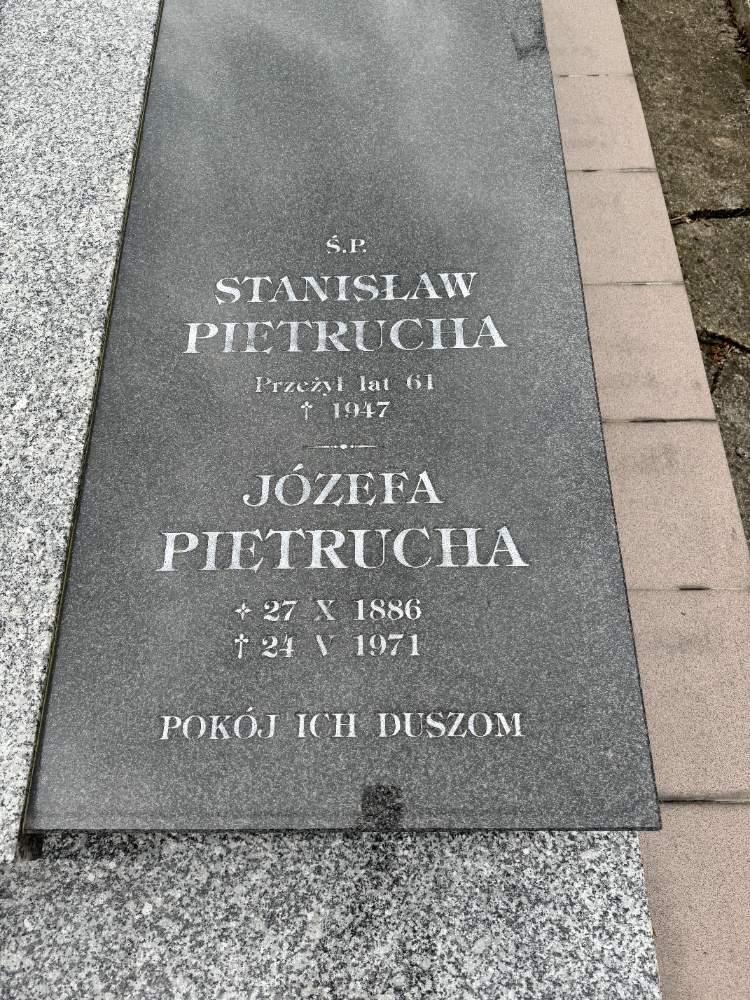 Ś.P.
STANISŁAW
PIETRUCHA
Przeżył lat 61
† 1947
JÓZEFA
PIETRUCHA
✧ 27 X 1886
† 24 V 1971
POKÓJ ICH DUSZOM